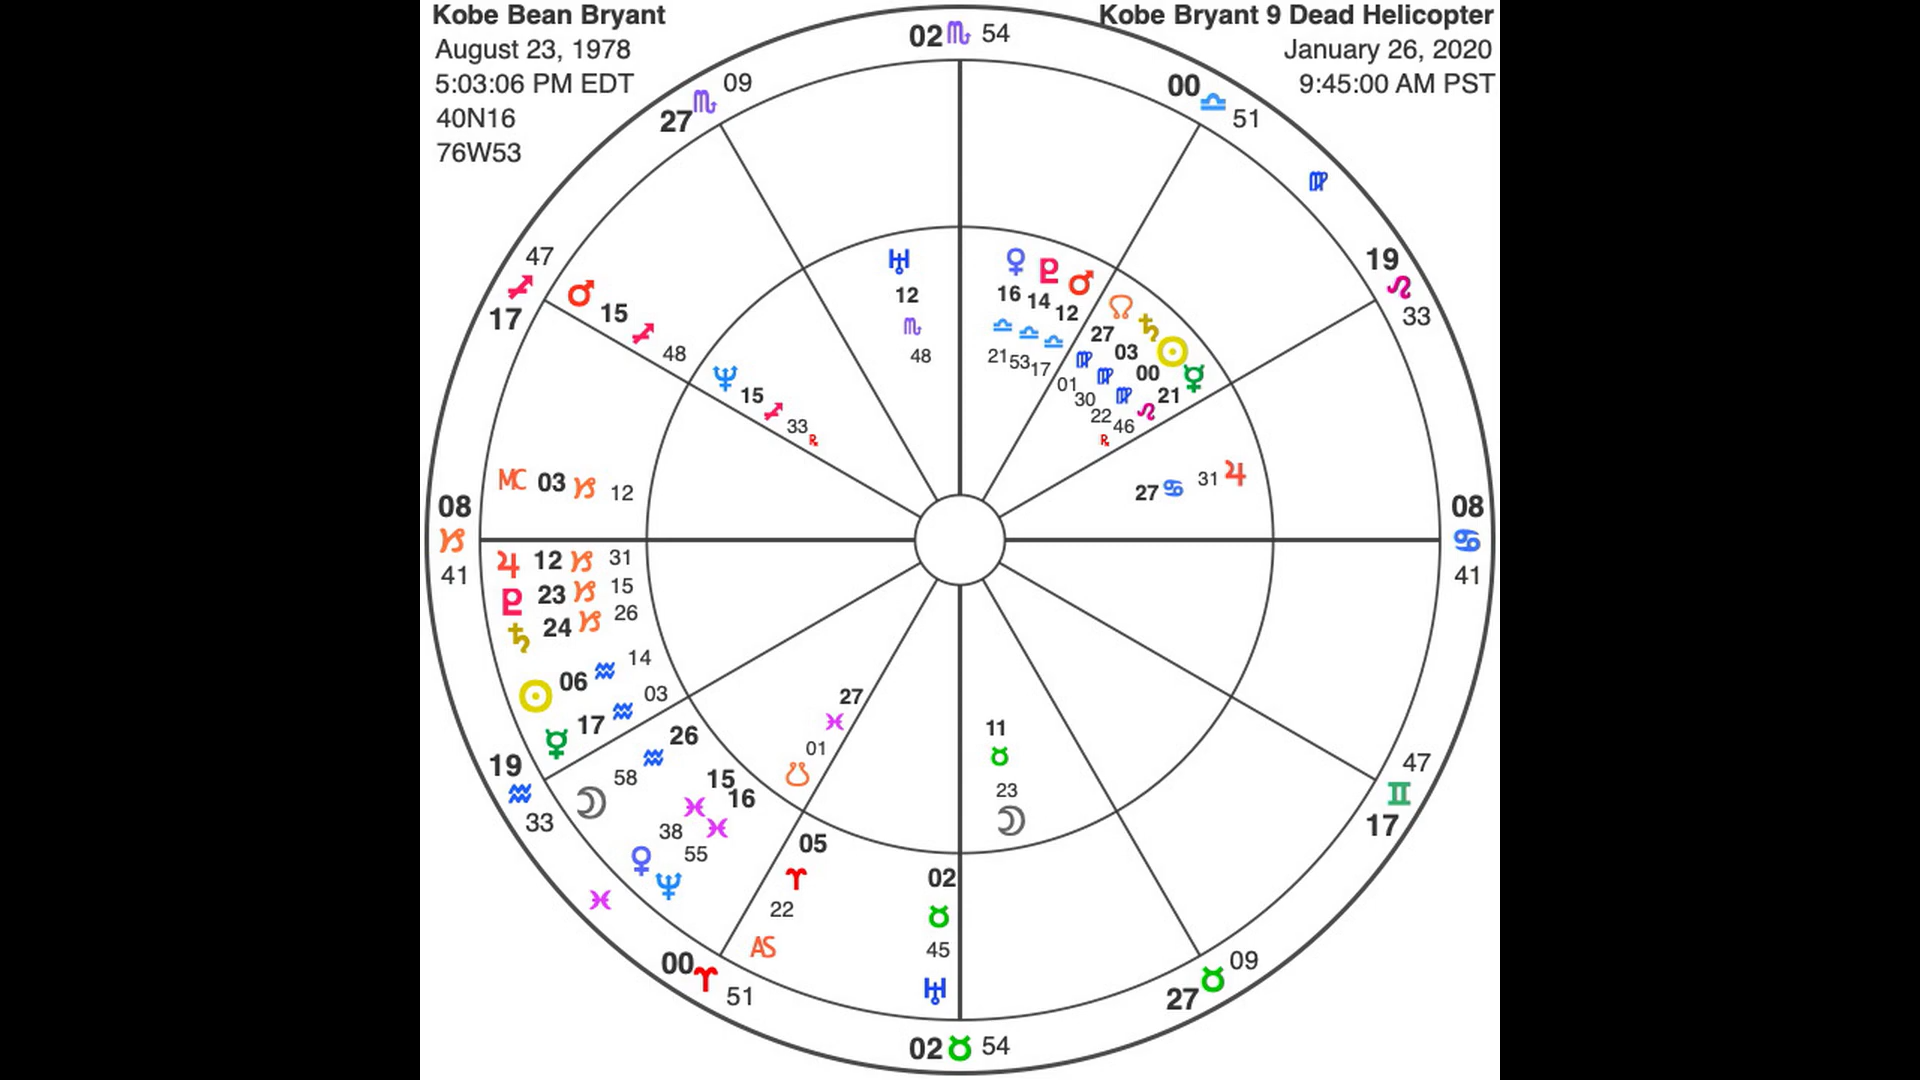 Kobe Bean Bryant
August 23, 1978
5:03:06 PM EDT
40N16
76W53
Kobe Bryant 9 Dead Helicopter
January 26, 2020
9:45:00 AM PST
02 ♏ 54
00 ♎ 51
♍
19 ♌ 33
08 ♋ 41
47 ♊ 17
27 ♉ 09
02 ♉ 54
00 ♈ 51
♓
19 ♒ 33
08 ♑ 41
47 ♐ 17
27 ♏ 09
♂ 15 ♐ 48
MC 03 ♑ 12
♃ 12 ♑ 31
♇ 23 ♑ 15
♄ 24 ♑ 26
☉ 06 ♒ 14
☿ 17 ♒ 03
☽ 58 ♒ 26
♀ 38 ♓ 15
♆ 55 ♓ 16
05 ♈ 22 AS
02 ♉ 45 ♅
♅ 12 ♏ 48
♀ 16 ♎ 21
♇ 14 ♎ 53
♂ 12 ♎ 17
☊ 27 ♍ 01
♄ 03 ♍ 30
☉ 00 ♍ 22
☿ 21 ♌ 46 ℞
27 ♋ 31 ♃
♆ 15 ♐ 33 ℞
27 ♓ 01 ☋
11 ♉ 23 ☽